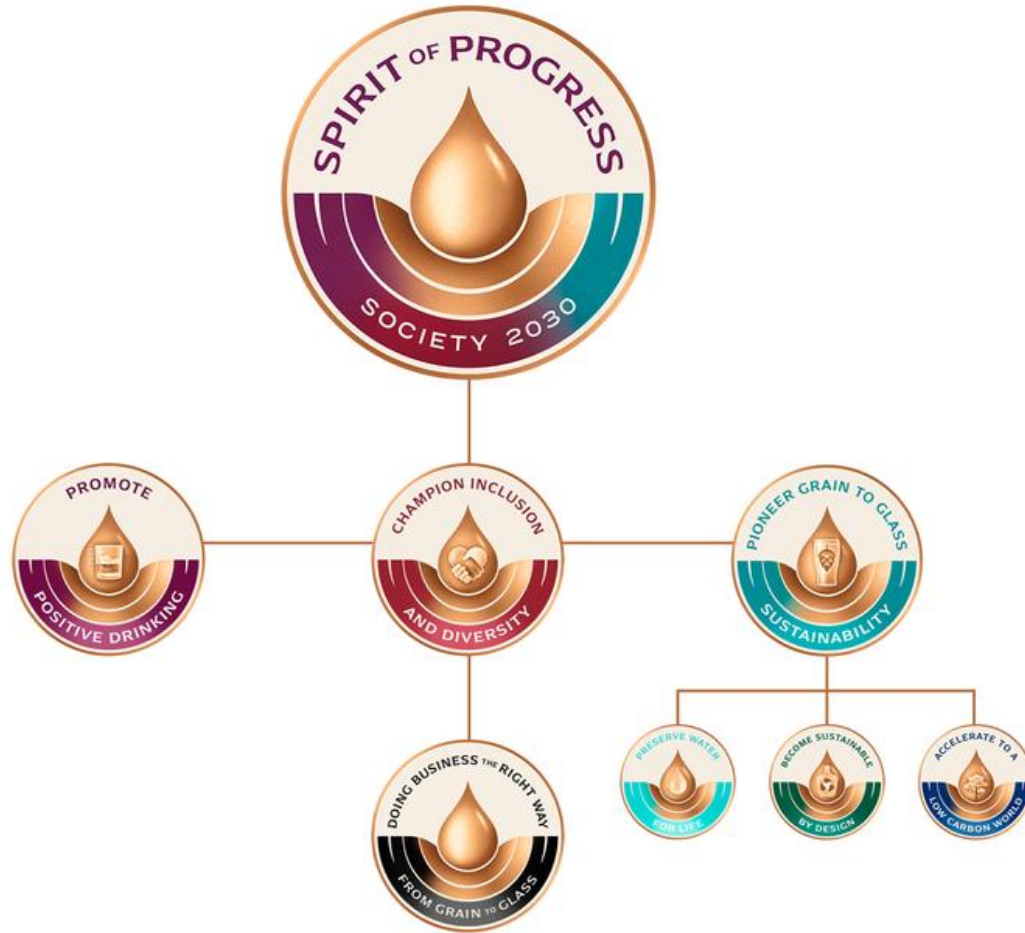 SPIRIT OF PROGRESS
SOCIETY 2030
PROMOTE
POSITIVE DRINKING
CHAMPION INCLUSION
AND DIVERSITY
PIONEER GRAIN TO GLASS
SUSTAINABILITY
DOING BUSINESS THE RIGHT WAY
FROM GRAIN TO GLASS
PRESERVE WATER
FOR LIFE
BECOME SUSTAINABLE
BY DESIGN
ACCELERATE TO A
LOW CARBON WORLD